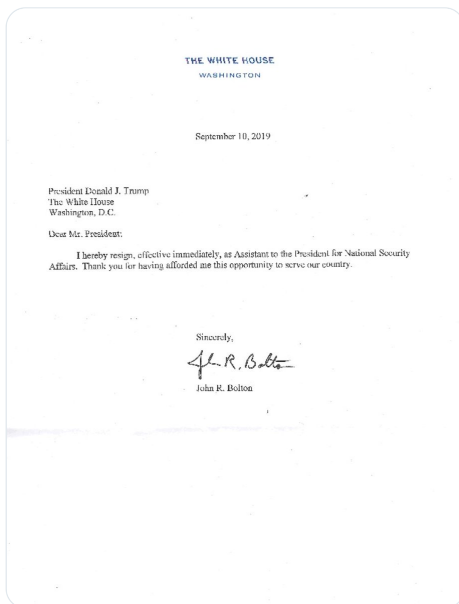 THE WHITE HOUSE
WASHINGTON
September 10, 2019
President Donald J. Trump
The White House
Washington, D.C.
Dear Mr. President:
I hereby resign, effective immediately, as Assistant to the President for National Security
Affairs. Thank you for having afforded me this opportunity to serve our country.
Sincerely,
John R. Bolton
John R. Bolton